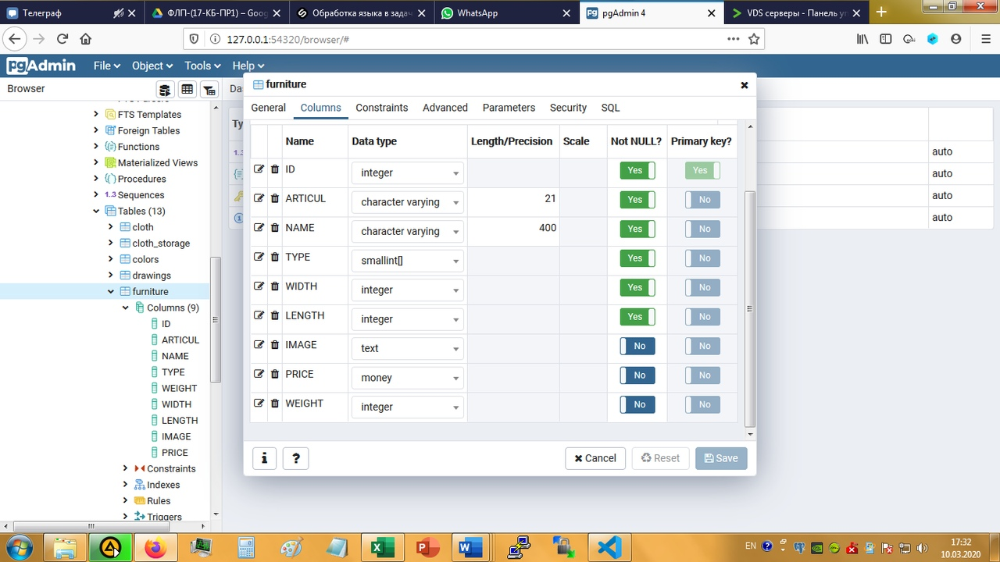 Телеграф
ФЛП-(17-КБ-ПР1) – Goog
Обработка языка в задач
WhatsApp
pgAdmin 4
VDS серверы - Панель уп
127.0.0.1:54320/browser/#
pgAdmin
File
Object
Tools
Help
Browser
Da
furniture
General
Columns
Constraints
Advanced
Parameters
Security
SQL
FTS Templates
Foreign Tables
Functions
Materialized Views
Procedures
1.3 Sequences
Tables (13)
cloth
cloth_storage
colors
drawings
furniture
Columns (9)
ID
ARTICUL
NAME
TYPE
WEIGHT
WIDTH
LENGTH
IMAGE
PRICE
Constraints
Indexes
Rules
Triggers
Ty
Name Data type Length/Precision Scale Not NULL? Primary key?
ID integer Yes Yes
ARTICUL character varying 21 Yes No
NAME character varying 400 Yes No
TYPE smallint[] Yes No
WIDTH integer Yes No
LENGTH integer Yes No
IMAGE text No No
PRICE money No No
WEIGHT integer No No
auto
auto
auto
auto
i
?
Cancel
Reset
Save
EN
17:32
10.03.2020